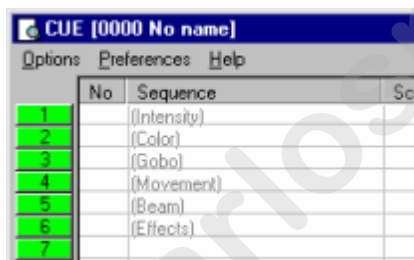 CUE [0000 No name]
Options Preferences Help
No Sequence Sc
1 (Intensity)
2 (Color)
3 (Gobo)
4 (Movement)
5 (Beam)
6 (Effects)
7